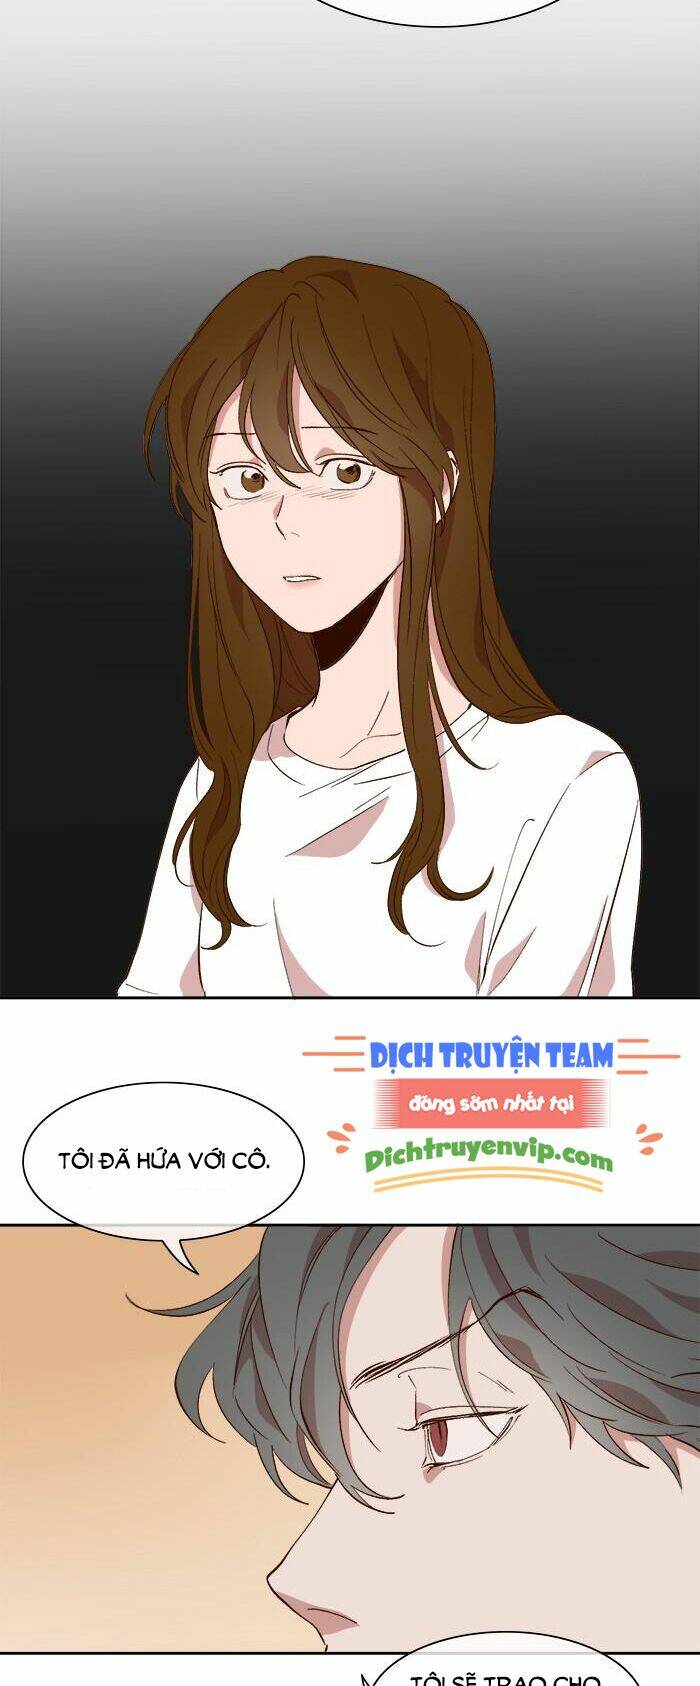 DỊCH TRUYỆN TEAM
đăng sớm nhất tại
Dichtruyenvip.com
TÔI ĐÃ HỨA VỚI CÔ.
TÔI SẼ TRAO CHO